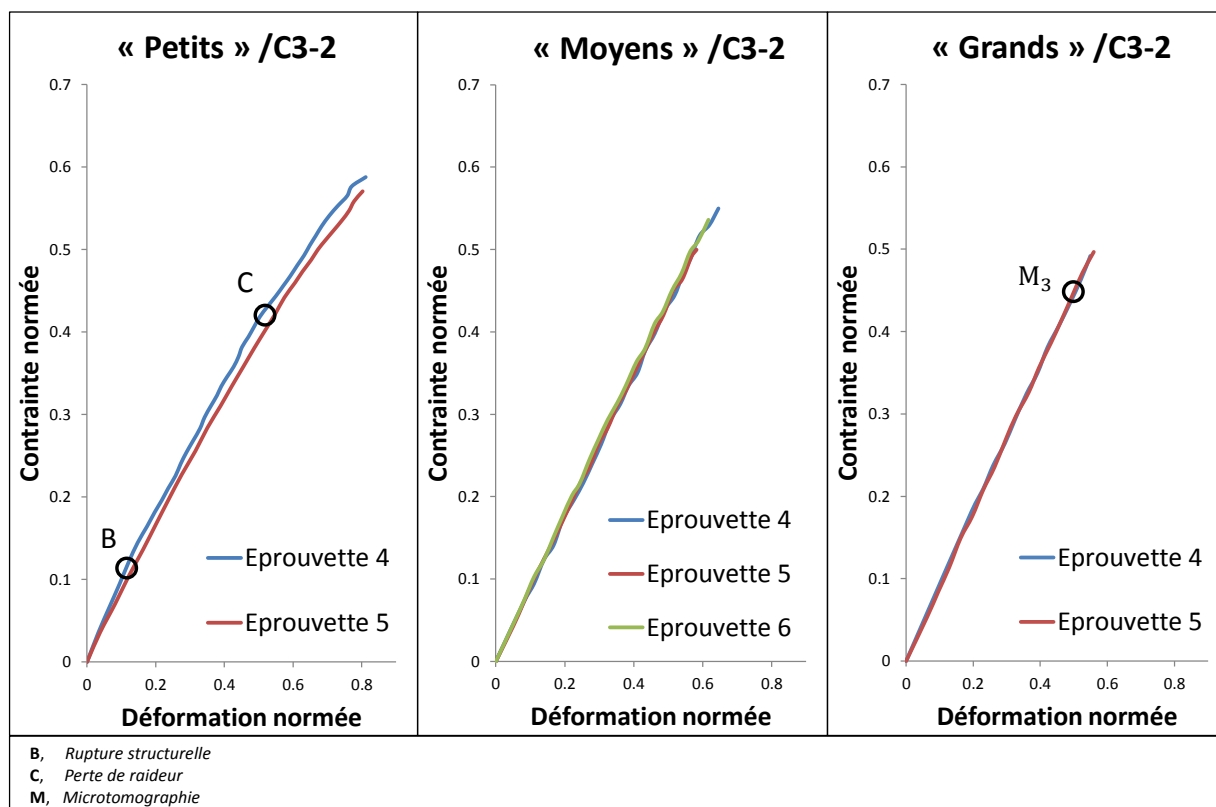 « Petits » /C3-2
Contrainte normée
0.7
0.6
0.5
0.4
0.3
0.2
0.1
0
C
B
Eprouvette 4
Eprouvette 5
0 0.2 0.4 0.6 0.8
Déformation normée
« Moyens » /C3-2
Contrainte normée
0.7
0.6
0.5
0.4
0.3
0.2
0.1
0
Eprouvette 4
Eprouvette 5
Eprouvette 6
0 0.2 0.4 0.6 0.8
Déformation normée
« Grands » /C3-2
Contrainte normée
0.7
0.6
0.5
0.4
0.3
0.2
0.1
0
M₃
Eprouvette 4
Eprouvette 5
0 0.2 0.4 0.6 0.8
Déformation normée
B, Rupture structurelle
C, Perte de raideur
M, Microtomographie